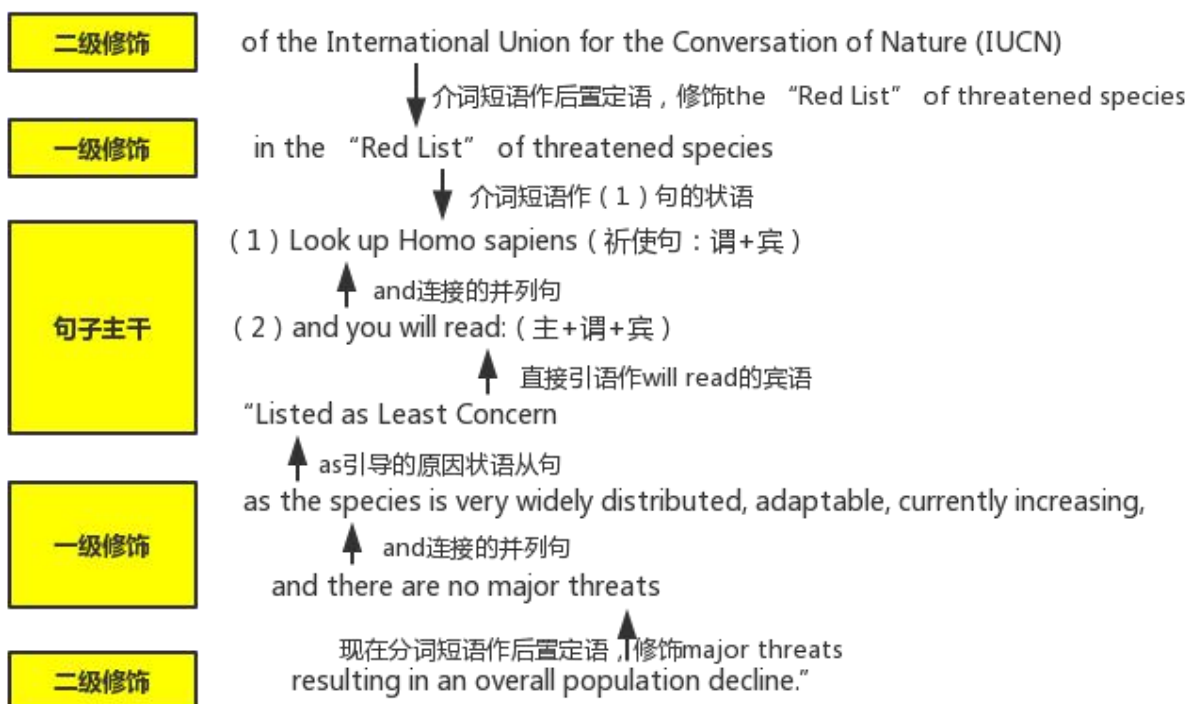 二级修饰 of the International Union for the Conversation of Nature (IUCN)
介词短语作后置定语，修饰the “Red List” of threatened species
一级修饰 in the “Red List” of threatened species
介词短语作（1）句的状语
（1）Look up Homo sapiens（祈使句：谓+宾）
and连接的并列句
句子主干 （2）and you will read:（主+谓+宾）
直接引语作will read的宾语
“Listed as Least Concern
as引导的原因状语从句
as the species is very widely distributed, adaptable, currently increasing,
一级修饰 and连接的并列句
and there are no major threats
现在分词短语作后置定语，修饰major threats
二级修饰 resulting in an overall population decline.”